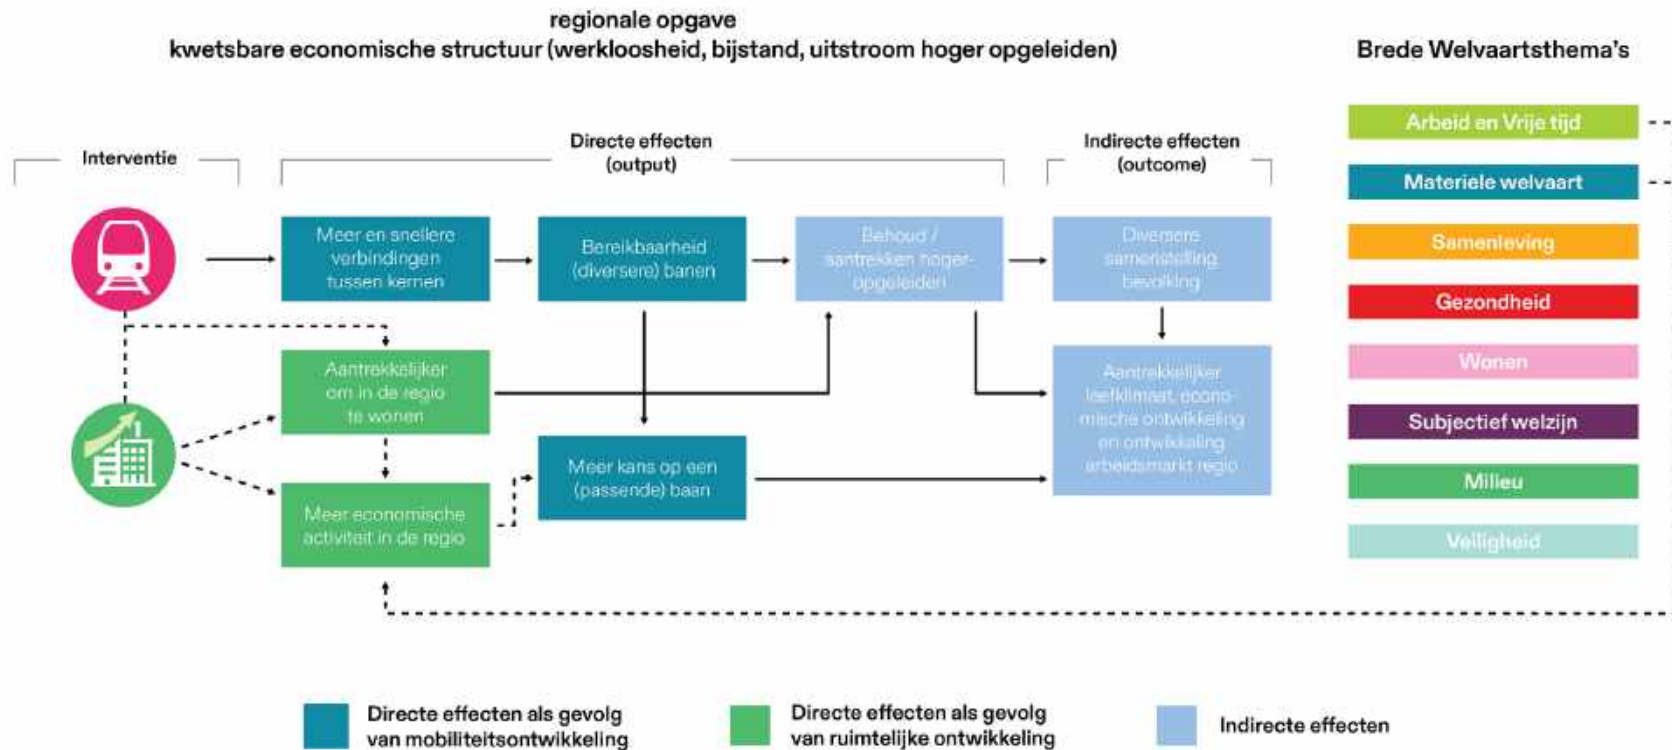 regionale opgave
kwetsbare economische structuur (werkloosheid, bijstand, uitstroom hoger opgeleiden)
Brede Welvaartsthema's
Interventie
Directe effecten
(output)
Indirecte effecten
(outcome)
Meer en snellere
verbindingen
tussen kernen
Bereikbaarheid
(diversere) banen
Behoud /
aantrekken hoger-
opgeleiden
Diversere
samenstelling
bevolking
Aantrekkelijker
om in de regio
te wonen
Aantrekkelijker
leefklimaat, econo-
mische ontwikkeling
en ontwikkeling
arbeidsmarkt regio
Meer kans op een
(passende) baan
Meer economische
activiteit in de regio
Arbeid en Vrije tijd
Materiele welvaart
Samenleving
Gezondheid
Wonen
Subjectief welzijn
Milieu
Veiligheid
Directe effecten als gevolg
van mobiliteitsontwikkeling
Directe effecten als gevolg
van ruimtelijke ontwikkeling
Indirecte effecten